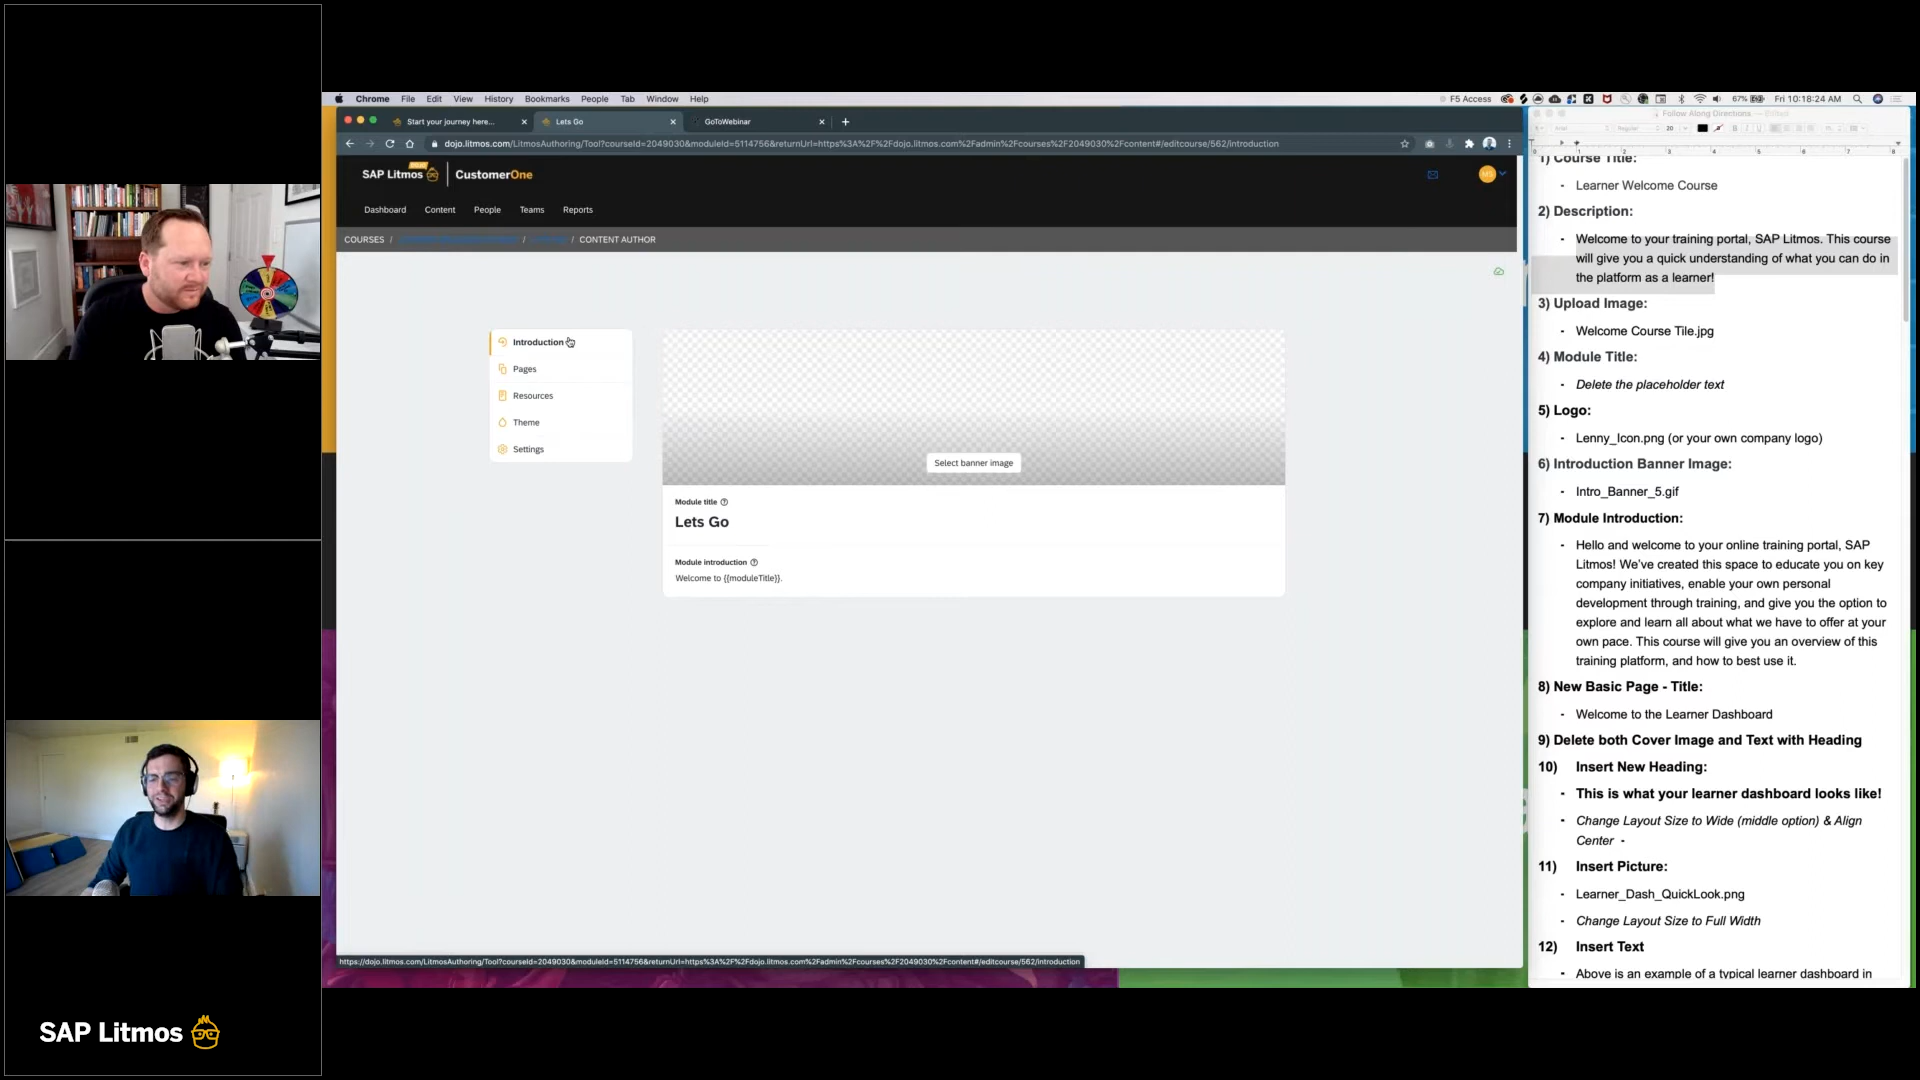 Chrome File Edit View History Bookmarks People Tab Window Help
F5 Access 67% Fri 10:18:24 AM
Start your journey here...
Lets Go
GoToWebinar
dojo.litmos.com/LitmosAuthoring/Tool?courseId=2049030&moduleId=5114756&returnUrl=https%3A%2F%2Fdojo.litmos.com%2Fadmin%2Fcourses%2F2049030%2Fcontent#/editcourse/562/introduction
DOJO
SAP Litmos CustomerOne
MS
Dashboard Content People Teams Reports
COURSES / / / CONTENT AUTHOR
Introduction
Pages
Resources
Theme
Settings
Select banner image
Module title
Lets Go
Module introduction
Welcome to {{moduleTitle}}.
https://dojo.litmos.com/LitmosAuthoring/Tool?courseId=2049030&moduleId=5114756&returnUrl=https%3A%2F%2Fdojo.litmos.com%2Fadmin%2Fcourses%2F2049030%2Fcontent#/editcourse/562/introduction
Follow Along Directions — Edited
Regular 20
1) Course Title:
- Learner Welcome Course
2) Description:
- Welcome to your training portal, SAP Litmos. This course
will give you a quick understanding of what you can do in
the platform as a learner!
3) Upload Image:
- Welcome Course Tile.jpg
4) Module Title:
- Delete the placeholder text
5) Logo:
- Lenny_Icon.png (or your own company logo)
6) Introduction Banner Image:
- Intro_Banner_5.gif
7) Module Introduction:
- Hello and welcome to your online training portal, SAP
Litmos! We've created this space to educate you on key
company initiatives, enable your own personal
development through training, and give you the option to
explore and learn all about what we have to offer at your
own pace. This course will give you an overview of this
training platform, and how to best use it.
8) New Basic Page - Title:
- Welcome to the Learner Dashboard
9) Delete both Cover Image and Text with Heading
10) Insert New Heading:
- This is what your learner dashboard looks like!
- Change Layout Size to Wide (middle option) & Align
Center -
11) Insert Picture:
- Learner_Dash_QuickLook.png
- Change Layout Size to Full Width
12) Insert Text
- Above is an example of a typical learner dashboard in
SAP Litmos